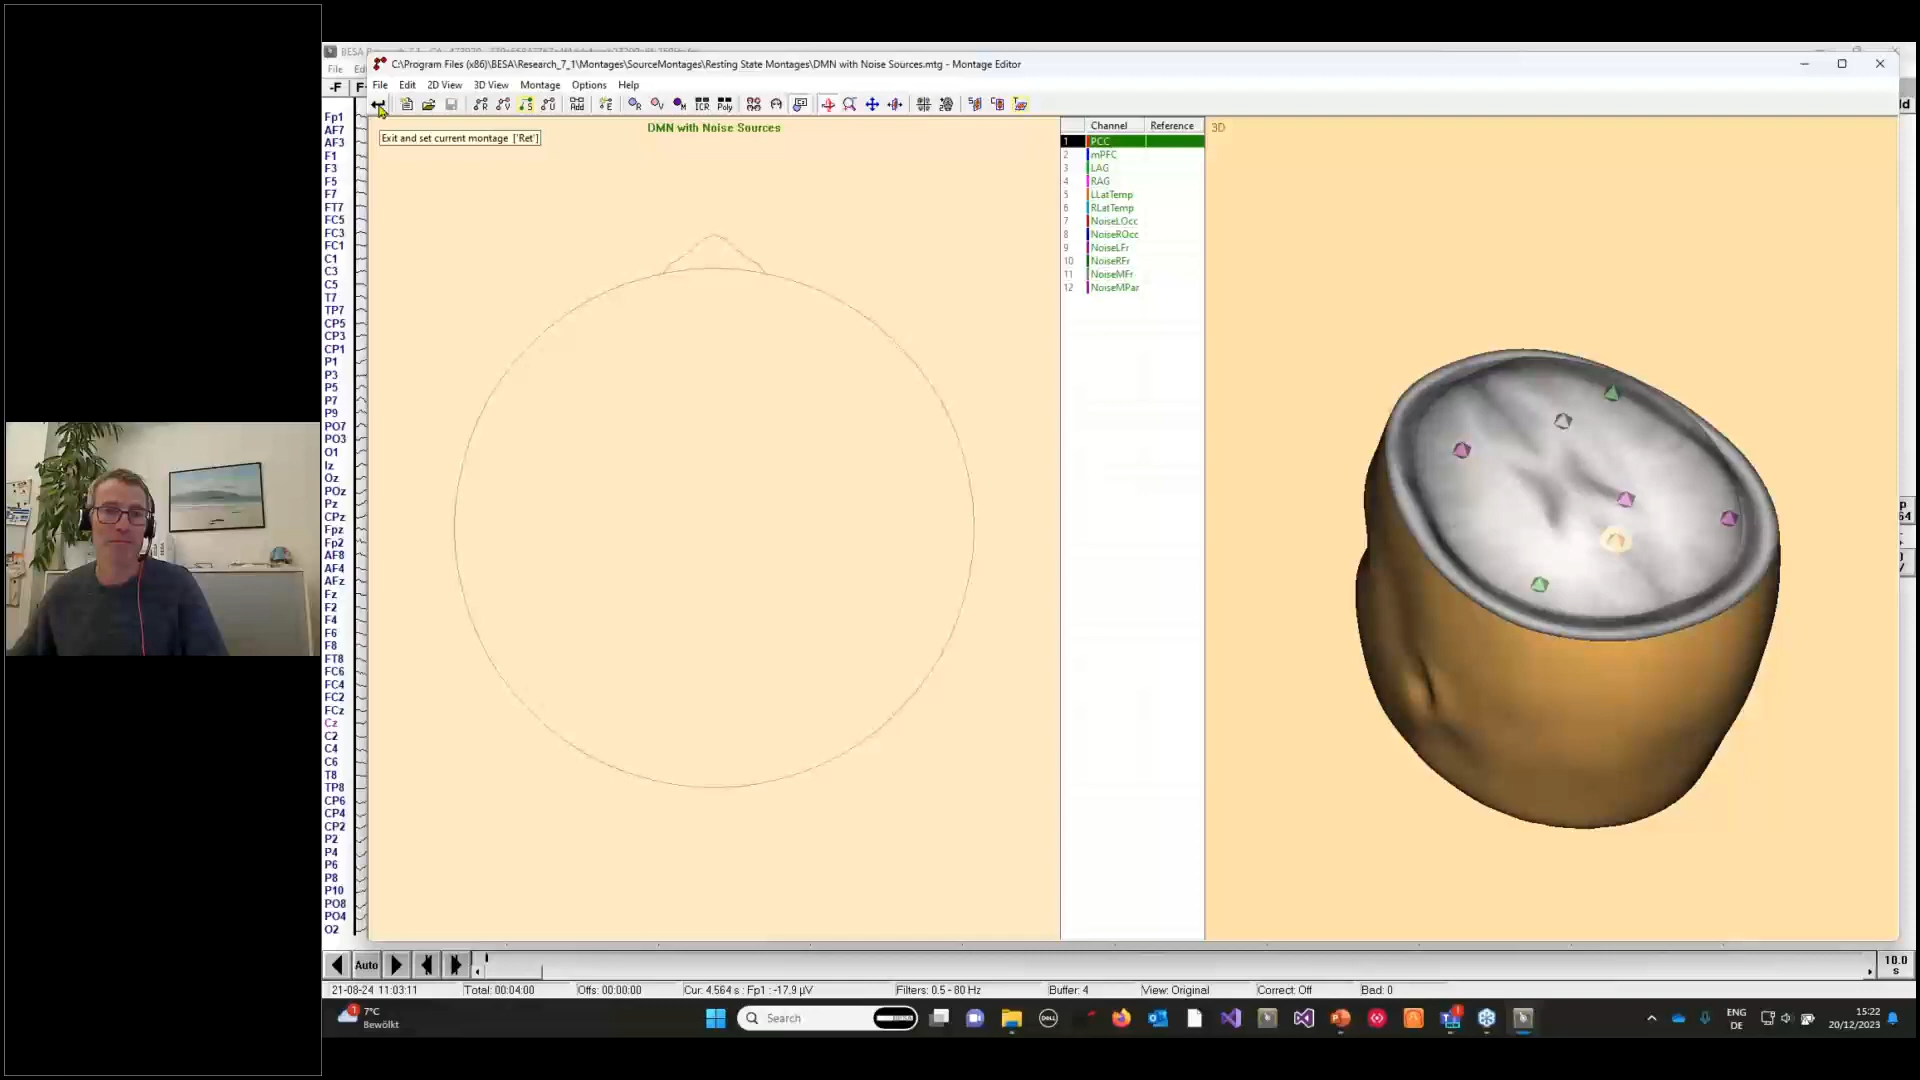 C:\Program Files (x86)\BESA\Research_7_1\Montages\SourceMontages\Resting State Montages\DMN with Noise Sources.mtg - Montage Editor
File Edit 2D View 3D View Montage Options Help
Exit and set current montage ['Ret']
DMN with Noise Sources
Channel Reference
1 PCC
2 mPFC
3 LAG
4 RAG
5 LLatTemp
6 RLatTemp
7 NoiseLOcc
8 NoiseROcc
9 NoiseLFr
10 NoiseRFr
11 NoiseMFr
12 NoiseMPar
3D
File
-F
Fp1
AF7
AF3
F1
F3
F5
F7
FT7
FC5
FC3
FC1
C1
C3
C5
T7
TP7
CP5
CP3
CP1
P1
P3
P5
P7
P9
PO7
PO3
O1
Iz
Oz
POz
Pz
CPz
Fpz
Fp2
AF8
AF4
AFz
Fz
F2
F4
F6
F8
FT8
FC6
FC4
FC2
FCz
Cz
C2
C4
C6
T8
TP8
CP6
CP4
CP2
P2
P4
P6
P8
P10
PO8
PO4
O2
Auto
10.0 s
21-08-24 11:03:11 Total: 00:04:00 Offs: 00:00:00 Cur: 4.564 s : Fp1 : -17.9 µV Filters: 0.5 - 80 Hz Buffer: 4 View: Original Correct: Off Bad: 0
7°C
Bewölkt
Search
DELL
ENG
DE
15:22
20/12/2023